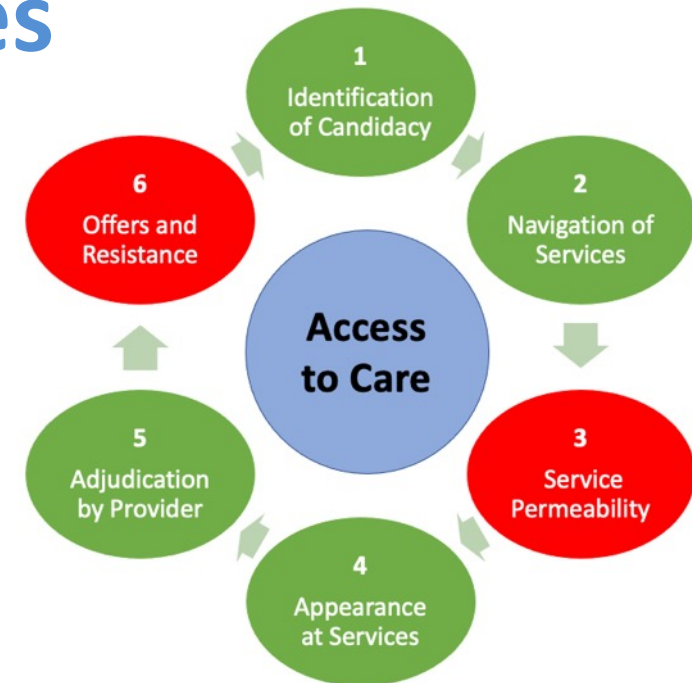 es
1
Identification
of Candidacy
2
Navigation of
Services
3
Service
Permeability
4
Appearance
at Services
5
Adjudication
by Provider
6
Offers and
Resistance
Access
to Care